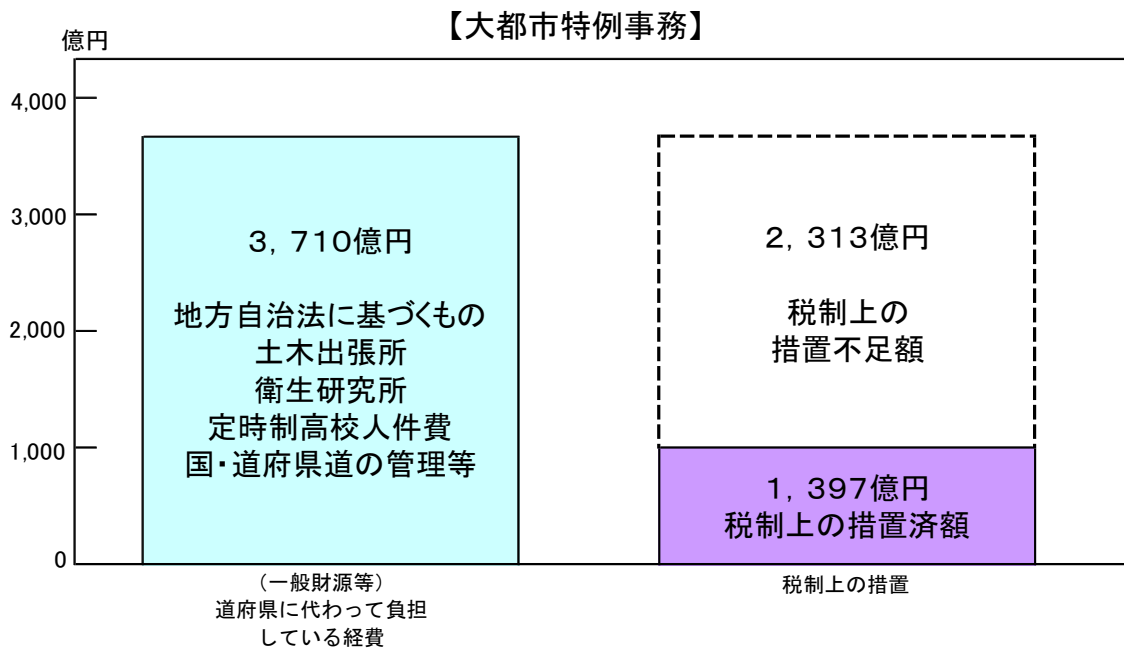 【大都市特例事務】
億円
4,000
3,000
2,000
1,000
0
3，710億円
地方自治法に基づくもの
土木出張所
衛生研究所
定時制高校人件費
国・道府県道の管理等
2，313億円
税制上の
措置不足額
1，397億円
税制上の措置済額
（一般財源等）
道府県に代わって負担
している経費
税制上の措置